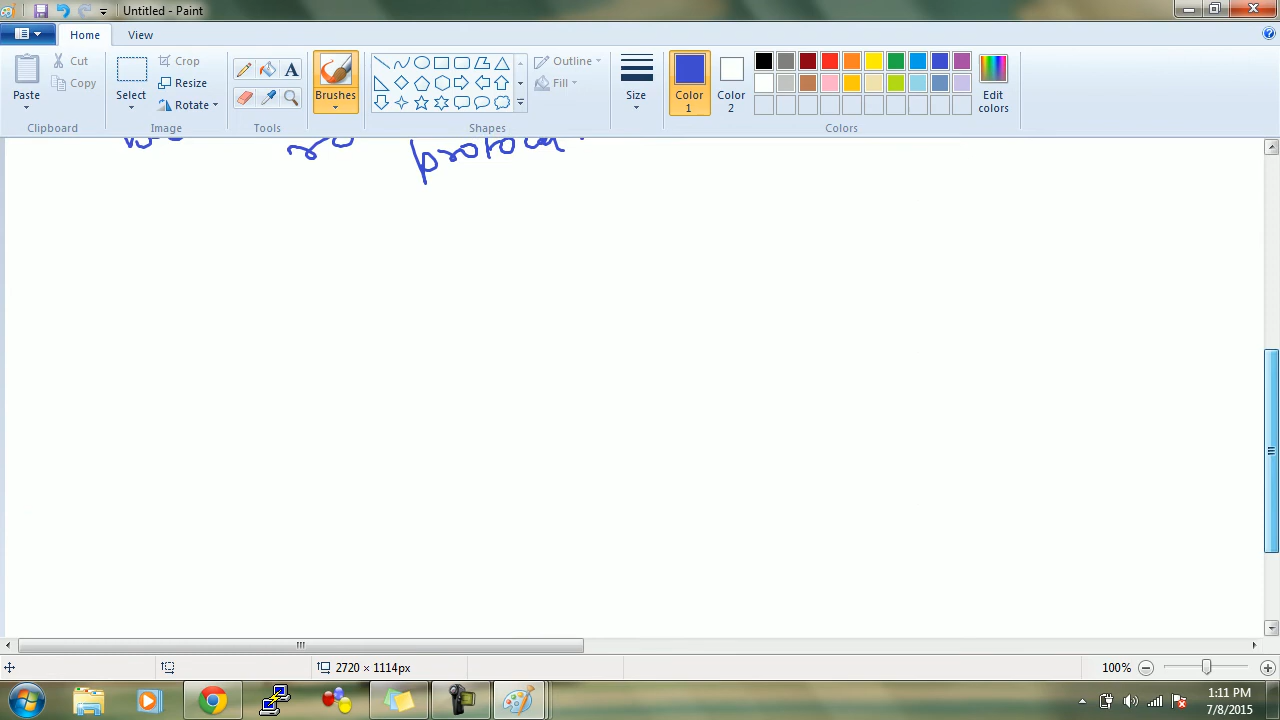 Untitled - Paint
Home View
Paste Cut Copy Select Crop Resize Rotate Brushes Outline Fill Size Color 1 Color 2 Edit colors
Clipboard Image Tools Shapes Colors
protocol
2720 × 1114px 100%
1:11 PM
7/8/2015